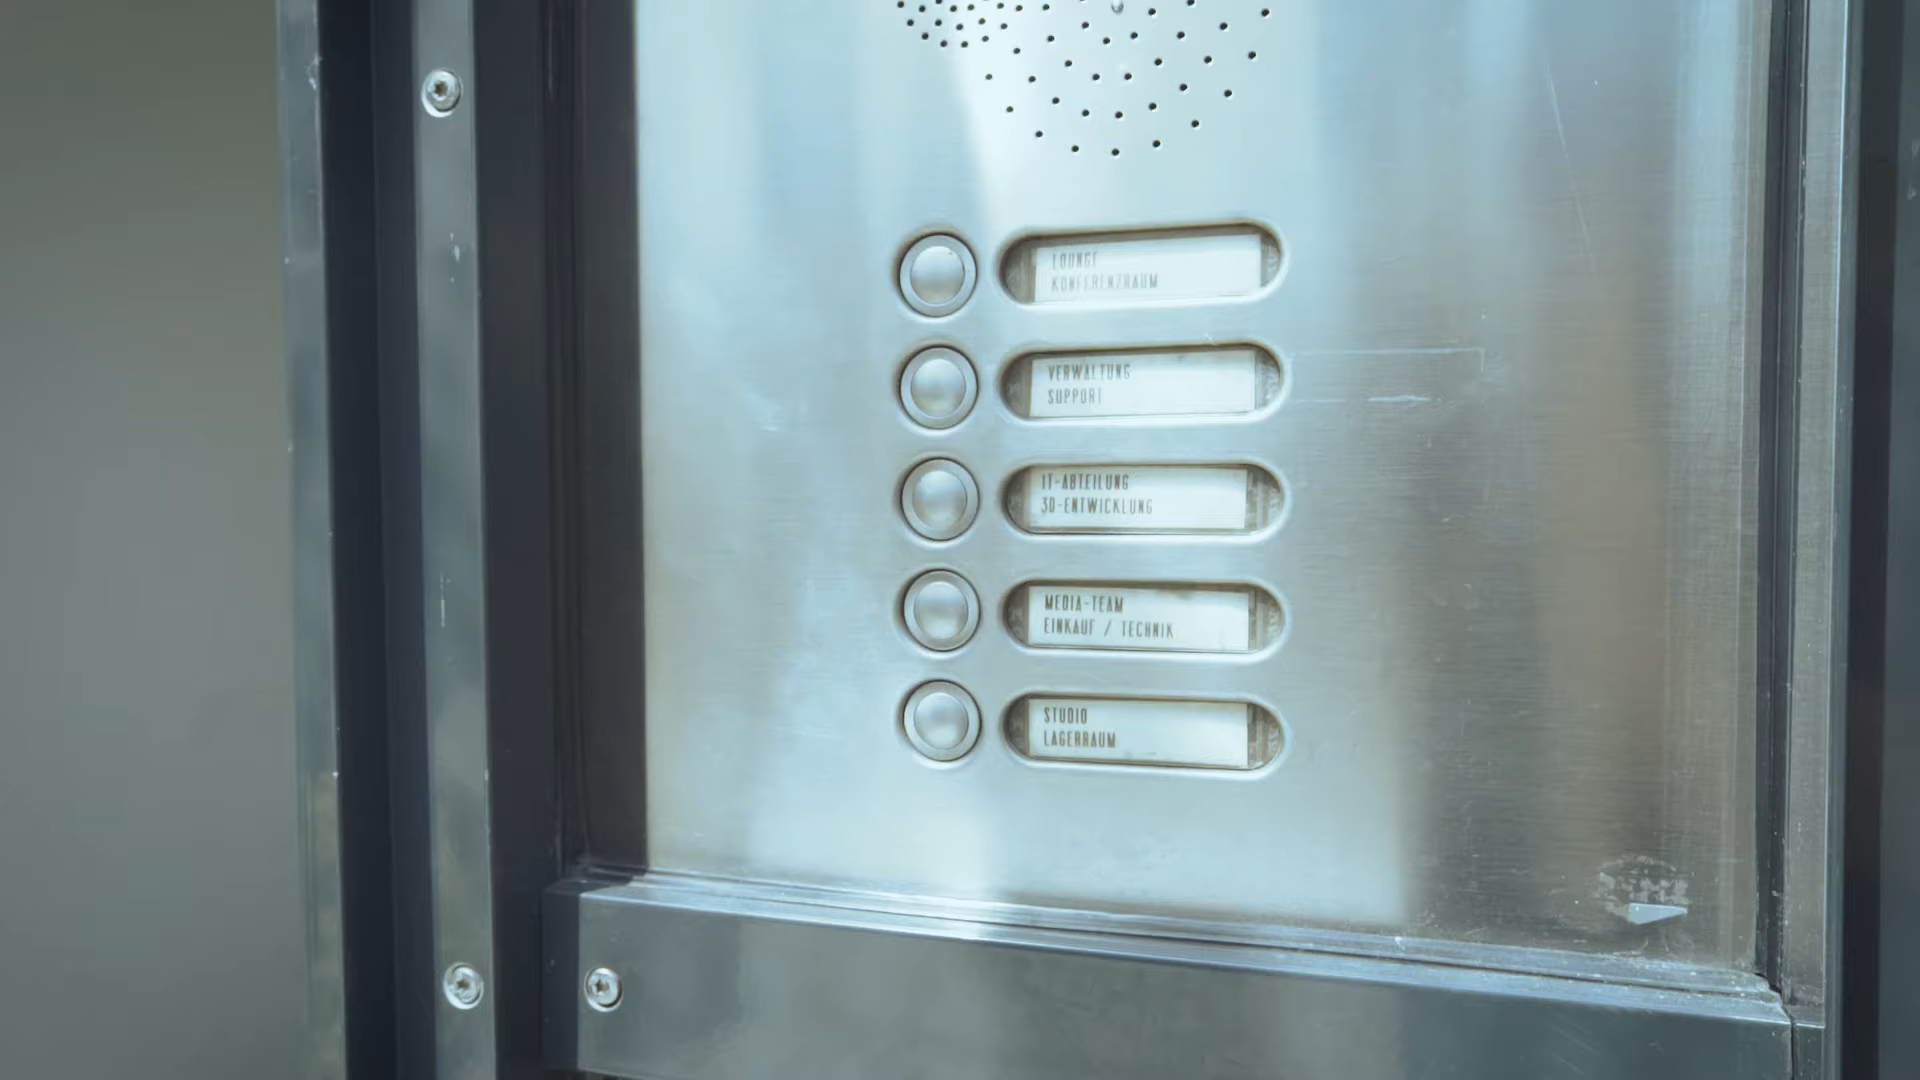 LOUNGE
KONFERENZRAUM
VERWALTUNG
SUPPORT
IT-ABTEILUNG
3D-ENTWICKLUNG
MEDIA-TEAM
EINKAUF / TECHNIK
STUDIO
LAGERRAUM